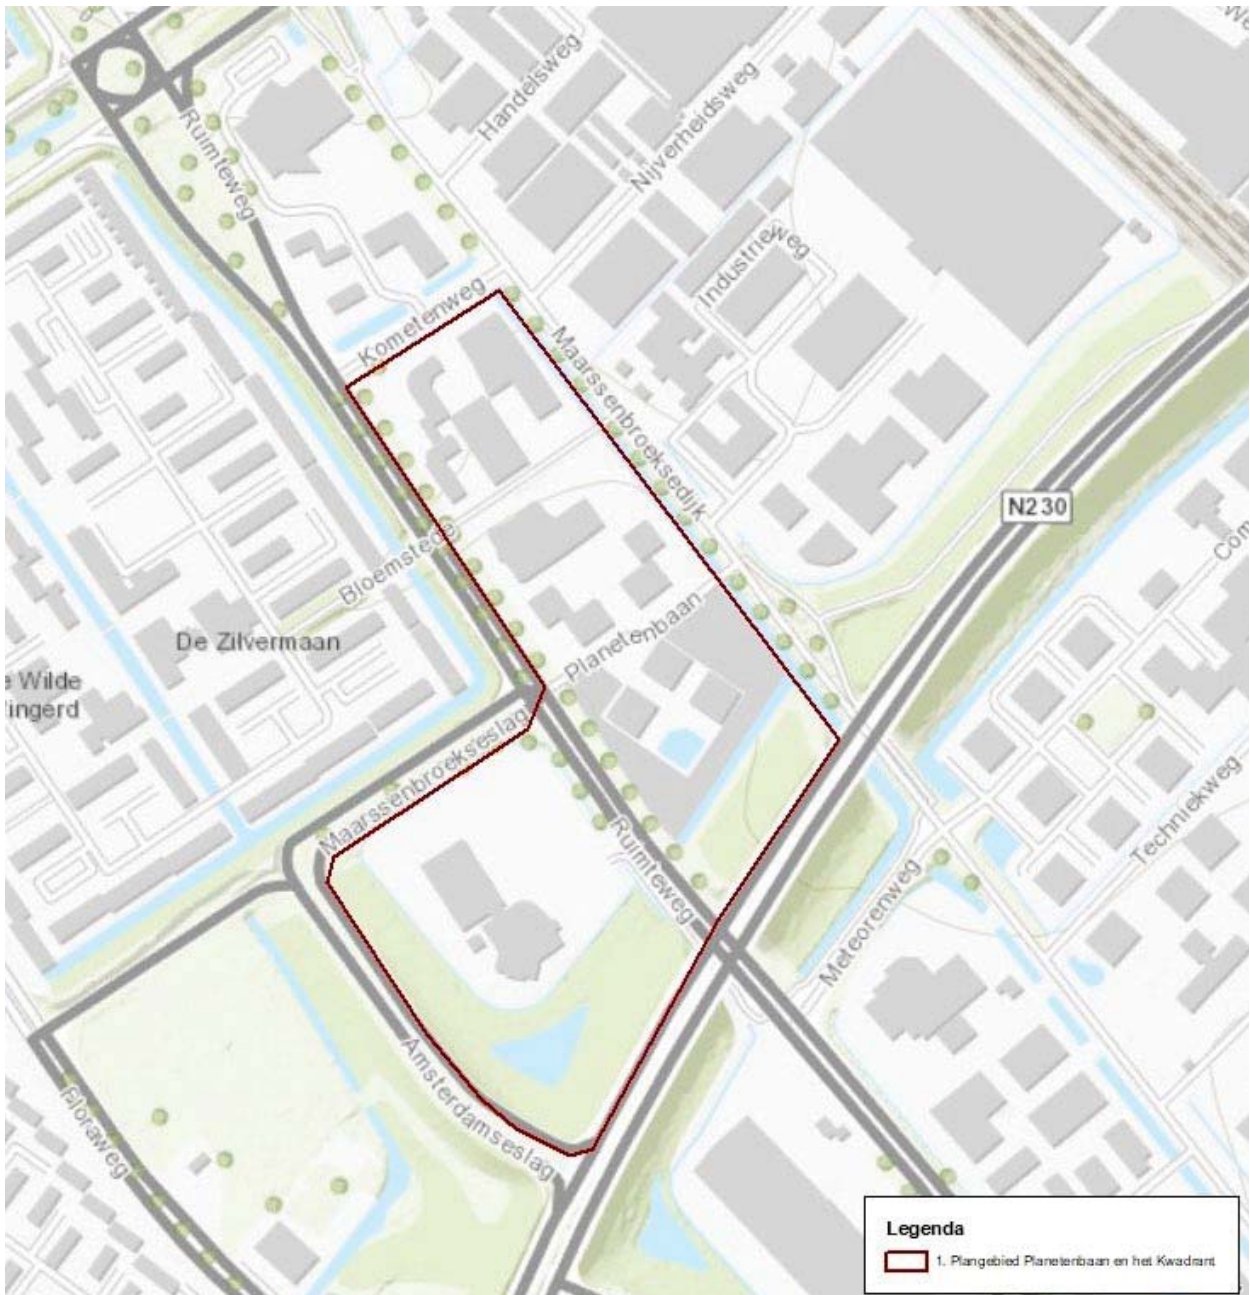 Handelsweg
Ruimteweg
Nijverheidsweg
Industrieweg
Kometenweg
Maarssenbroeksedijk
N230
Bloemstede
De Zilvermaan
Planetenbaan
e Wilde
ingerd
Maarssenbroekseslag
Ruimteweg
Techniekweg
Meteorenweg
Amsterdamseslag
Floraweg
Legenda
1. Plangebied Planetenbaan en het Kwadrant